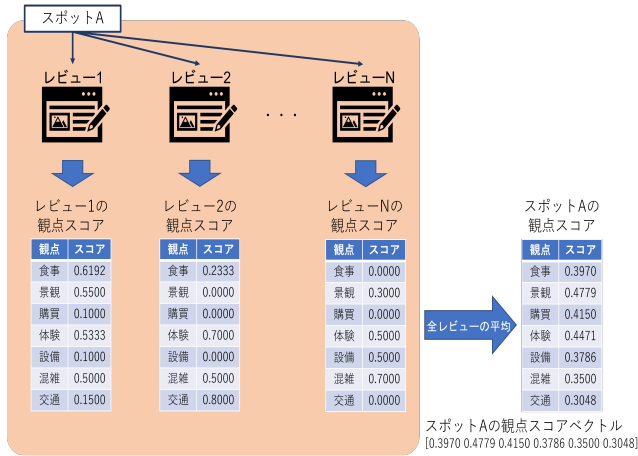 スポットA
レビュー1
レビュー2
・・・
レビューN
レビュー1の
観点スコア
観点 スコア
食事 0.6192
景観 0.5500
購買 0.1000
体験 0.5333
設備 0.1000
混雑 0.5000
交通 0.1500
レビュー2の
観点スコア
観点 スコア
食事 0.2333
景観 0.0000
購買 0.0000
体験 0.7000
設備 0.0000
混雑 0.5000
交通 0.8000
レビューNの
観点スコア
観点 スコア
食事 0.0000
景観 0.3000
購買 0.0000
体験 0.5000
設備 0.5000
混雑 0.7000
交通 0.0000
全レビューの平均
スポットAの
観点スコア
観点 スコア
食事 0.3970
景観 0.4779
購買 0.4150
体験 0.4471
設備 0.3786
混雑 0.3500
交通 0.3048
スポットAの観点スコアベクトル
[0.3970 0.4779 0.4150 0.3786 0.3500 0.3048]